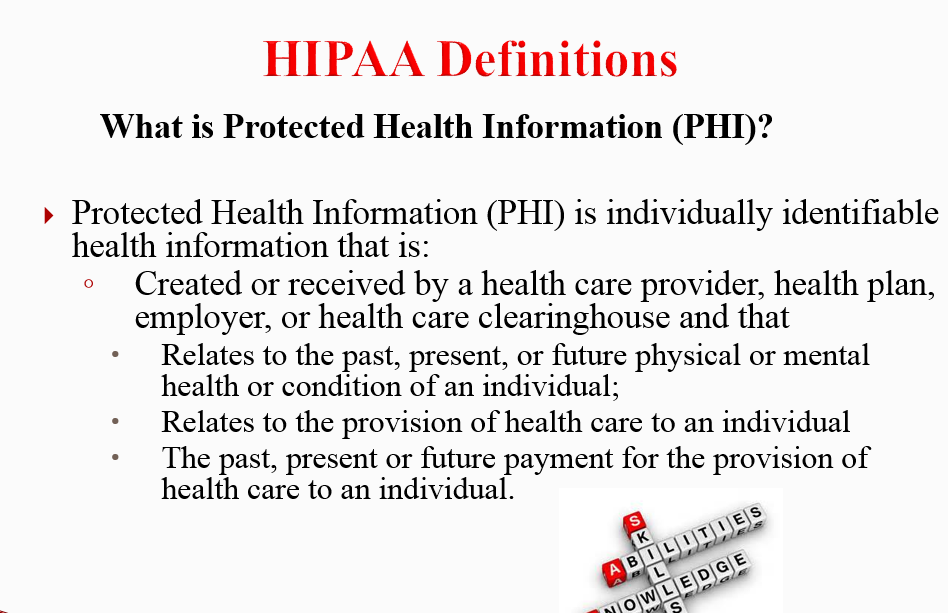 HIPAA Definitions
What is Protected Health Information (PHI)?
Protected Health Information (PHI) is individually identifiable
health information that is:
Created or received by a health care provider, health plan,
employer, or health care clearinghouse and that
Relates to the past, present, or future physical or mental
health or condition of an individual;
Relates to the provision of health care to an individual
The past, present or future payment for the provision of
health care to an individual.
SKILLS
ABILITIES
NOWLEDGE